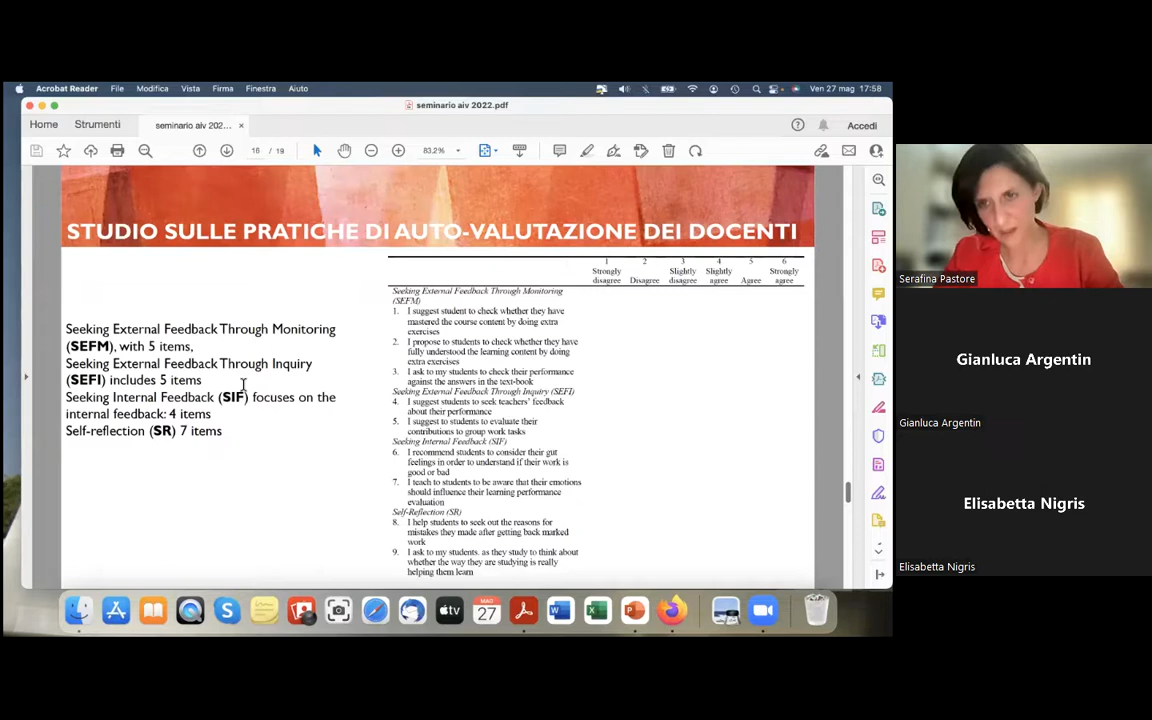 Acrobat Reader File Modifica Vista Firma Finestra Aiuto Ven 27 mag 17:58
seminario aiv 2022.pdf
Home Strumenti seminario aiv 202... × Accedi
16 / 19 83,2%
STUDIO SULLE PRATICHE DI AUTO-VALUTAZIONE DEI DOCENTI
Seeking External Feedback Through Monitoring
(SEFM), with 5 items,
Seeking External Feedback Through Inquiry
(SEFI) includes 5 items
Seeking Internal Feedback (SIF) focuses on the
internal feedback: 4 items
Self-reflection (SR) 7 items
1 2 3 4 5 6
Strongly Slightly Slightly Strongly
disagree Disagree disagree agree Agree agree
Seeking External Feedback Through Monitoring
(SEFM)
1. I suggest student to check whether they have
mastered the course content by doing extra
exercises
2. I propose to students to check whether they have
fully understood the learning content by doing
extra exercises
3. I ask to my students to check their performance
against the answers in the text-book
Seeking External Feedback Through Inquiry (SEFI)
4. I suggest students to seek teachers' feedback
about their performance
5. I suggest to students to evaluate their
contributions to group work tasks
Seeking Internal Feedback (SIF)
6. I recommend students to consider their gut
feelings in order to understand if their work is
good or bad
7. I teach to students to be aware that their emotions
should influence their learning performance
evaluation
Self-Reflection (SR)
8. I help students to seek out the reasons for
mistakes they made after getting back marked
work
9. I ask to my students. as they study to think about
whether the way they are studying is really
helping them learn
tv
MAG
27
Serafina Pastore
Gianluca Argentin
Gianluca Argentin
Elisabetta Nigris
Elisabetta Nigris